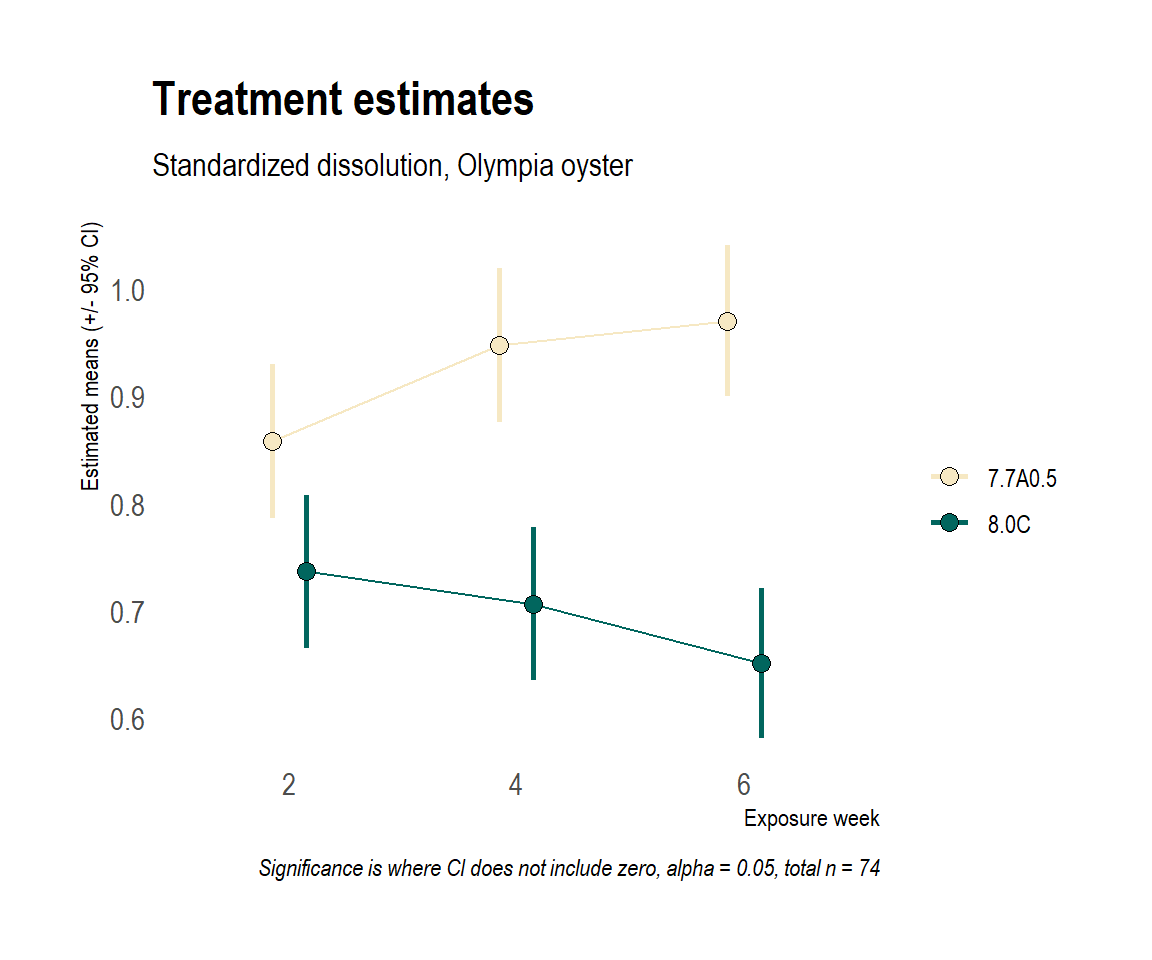 Treatment estimates
Standardized dissolution, Olympia oyster
Estimated means (+/- 95% CI)
1.0
0.9
0.8
0.7
0.6
2
4
6
Exposure week
7.7A0.5
8.0C
Significance is where CI does not include zero, alpha = 0.05, total n = 74